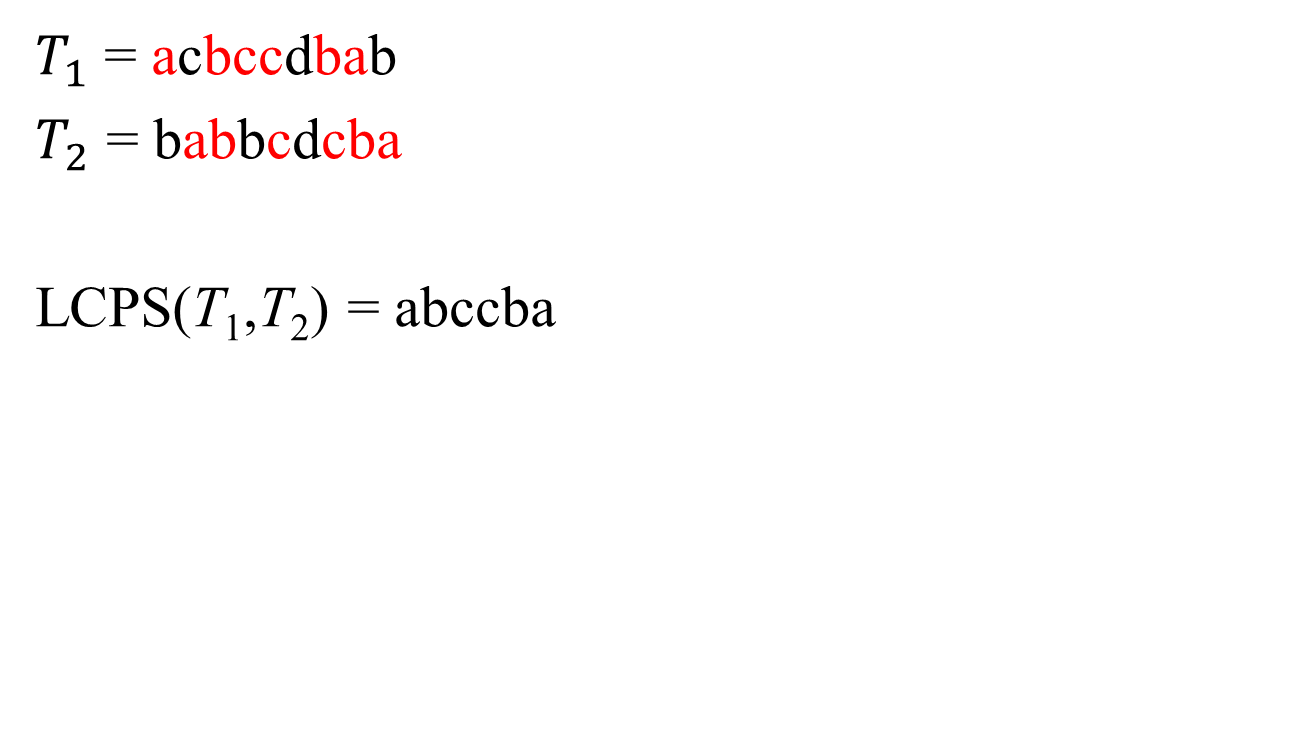 T₁ = acbccdbab
T₂ = babbcdcba
LCPS(T₁,T₂) = abccba